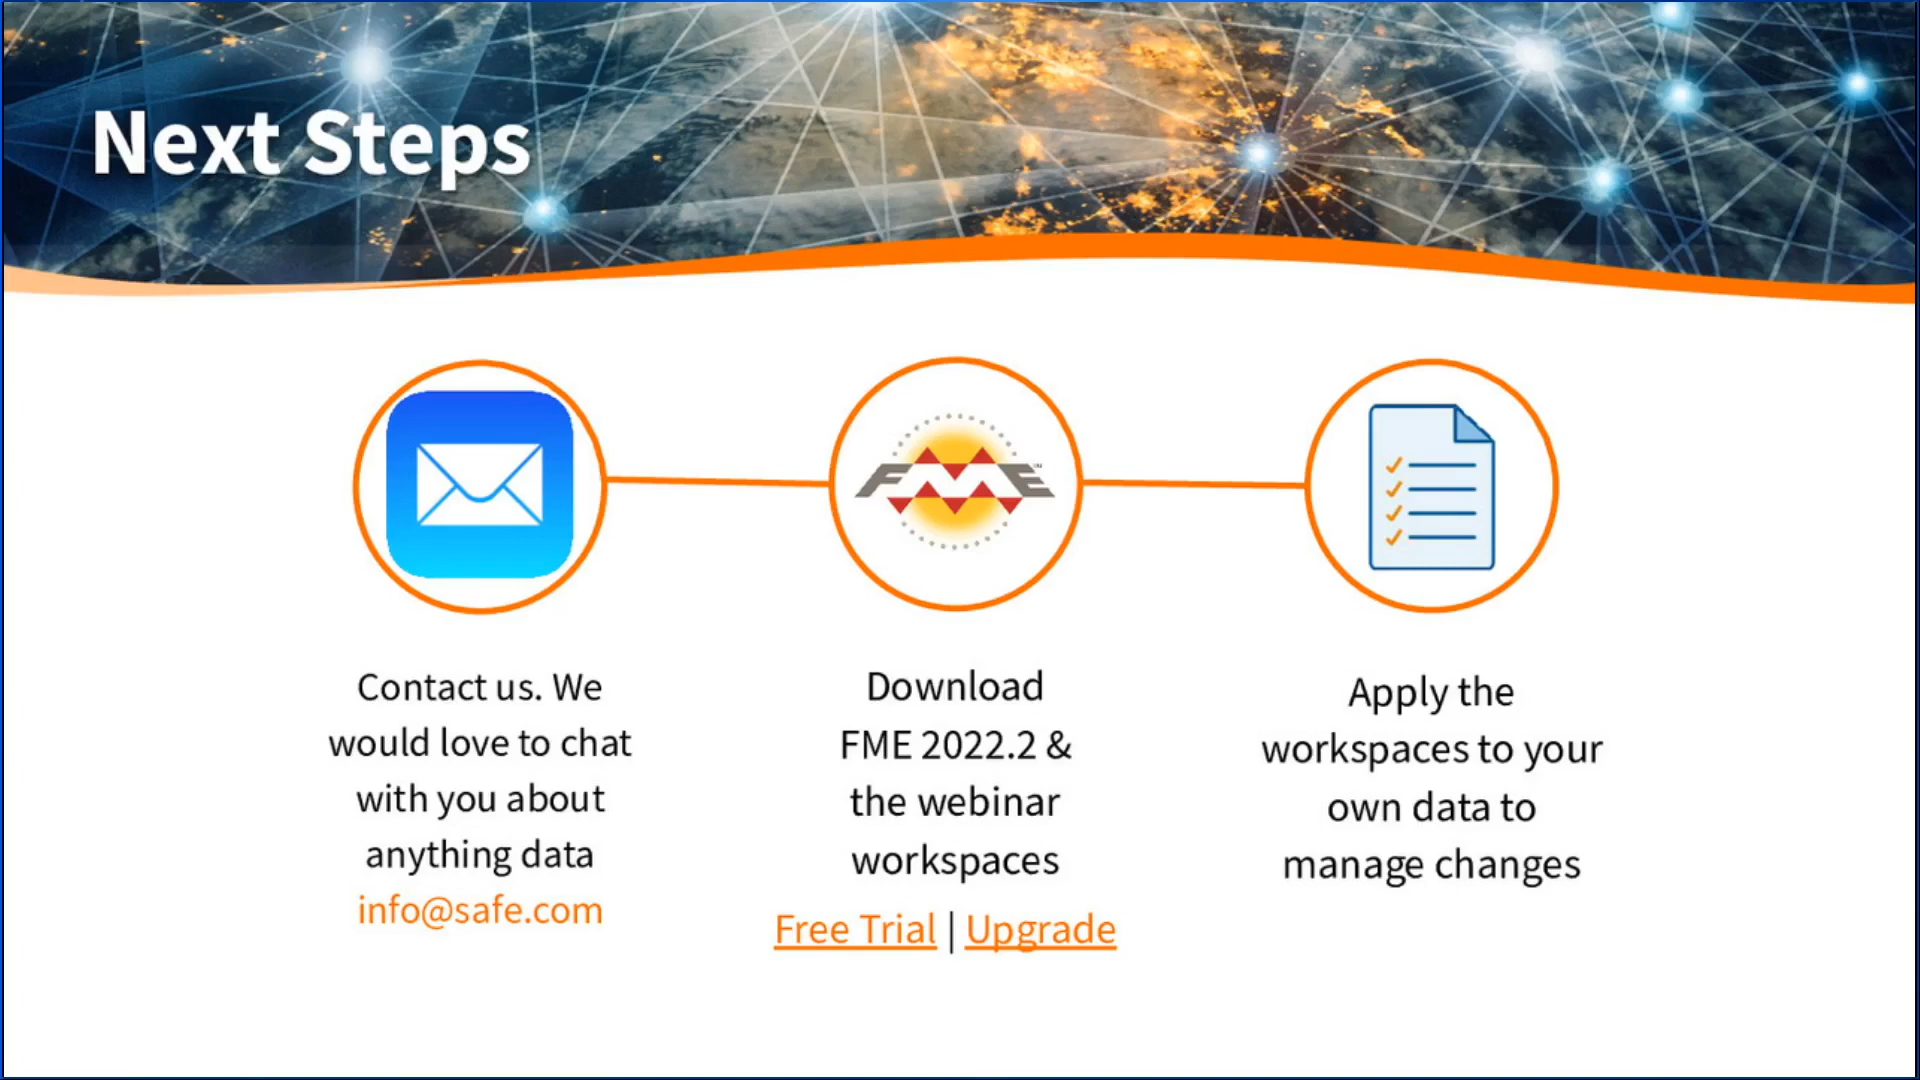 Next Steps
FME
Contact us. We
would love to chat
with you about
anything data
info@safe.com
Download
FME 2022.2 &
the webinar
workspaces
Free Trial | Upgrade
Apply the
workspaces to your
own data to
manage changes